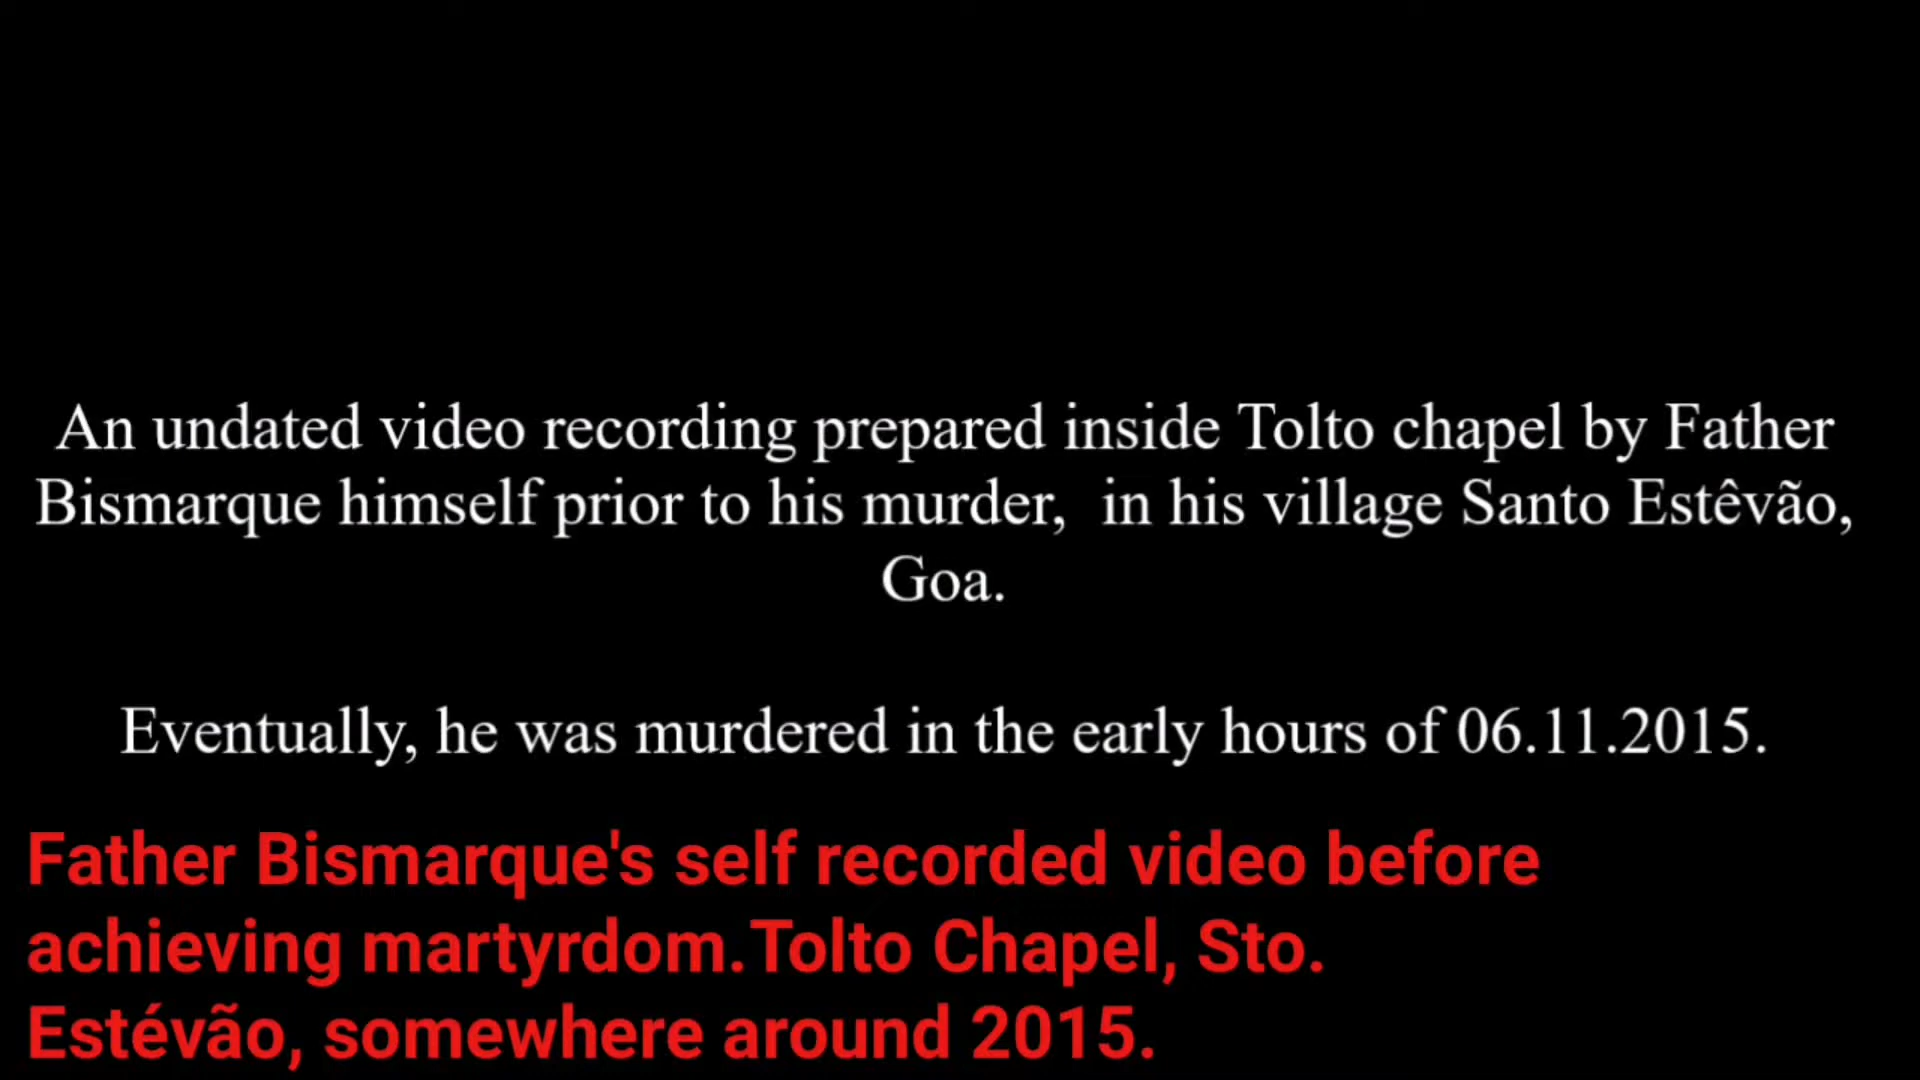 An undated video recording prepared inside Tolto chapel by Father
Bismarque himself prior to his murder,  in his village Santo Estêvão,
Goa.
Eventually, he was murdered in the early hours of 06.11.2015.
Father Bismarque's self recorded video before
achieving martyrdom.Tolto Chapel, Sto.
Estévão, somewhere around 2015.